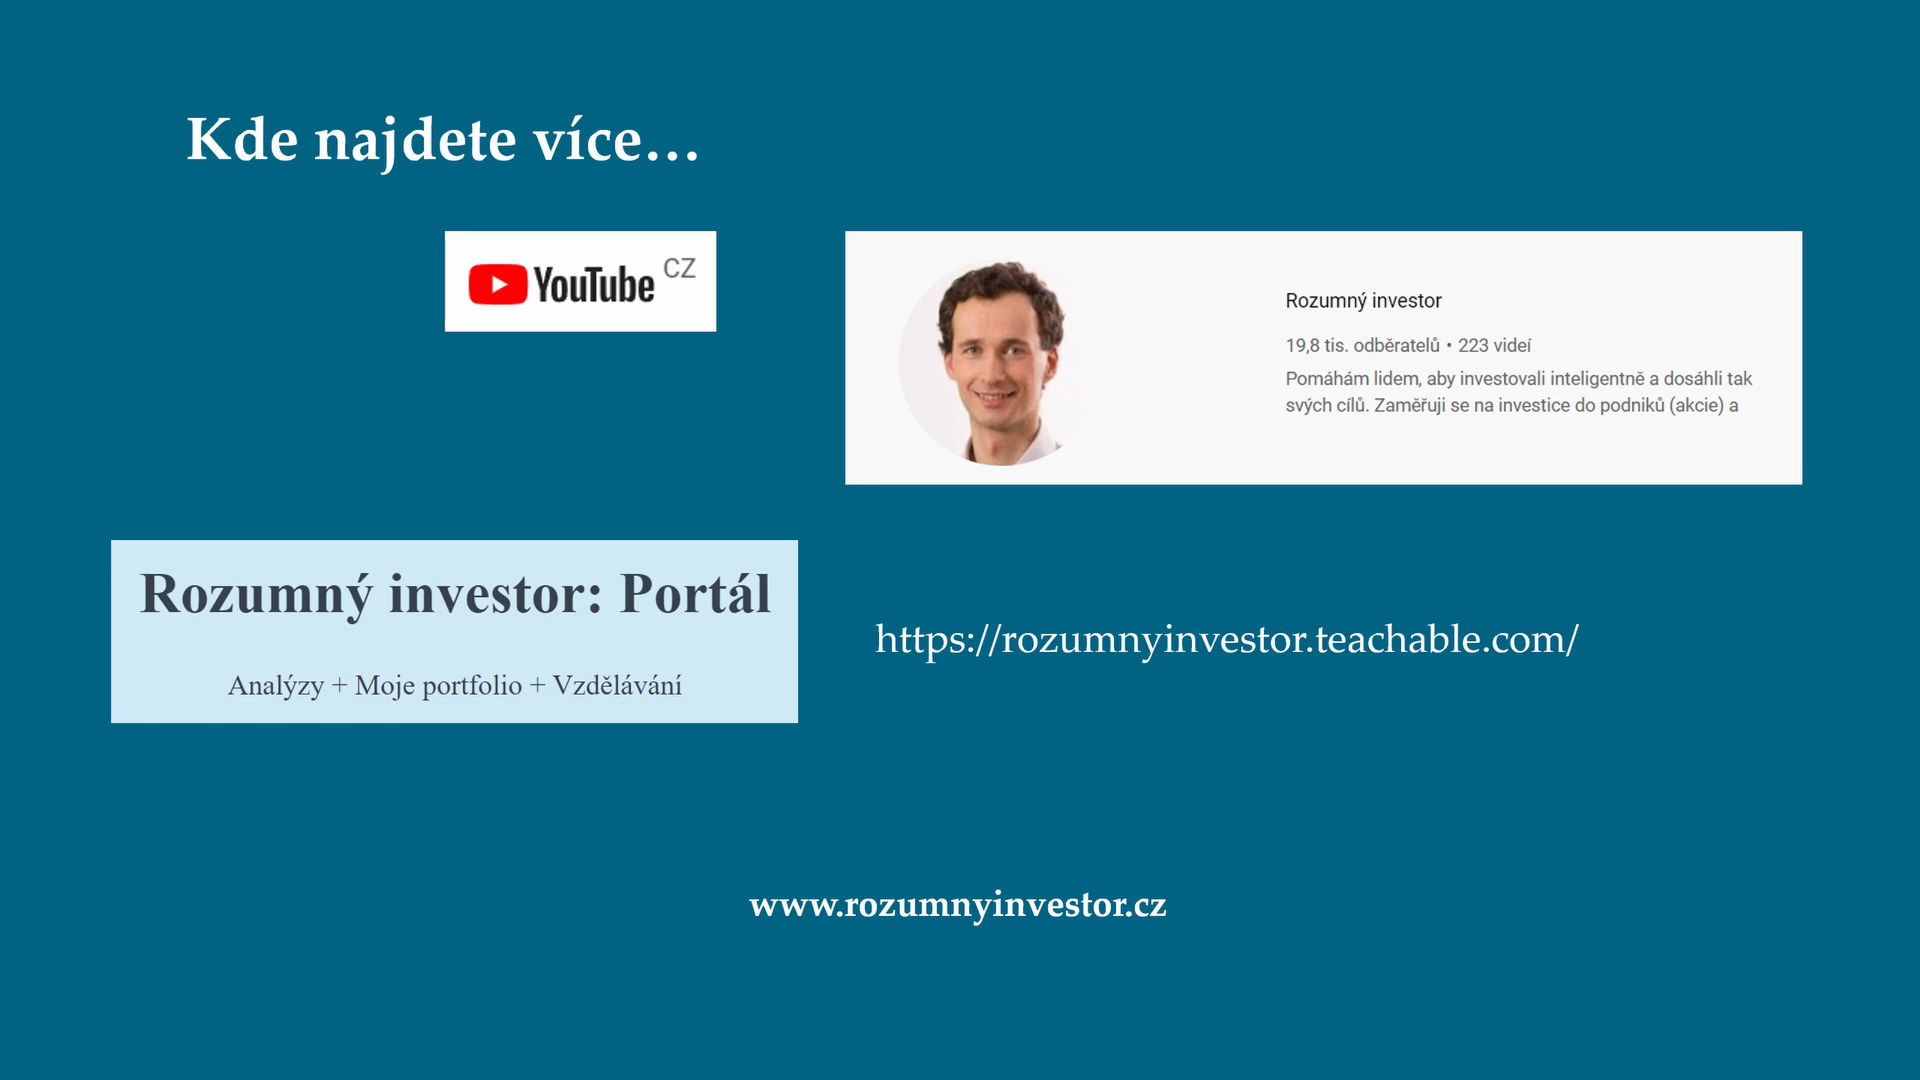 Kde najdete více…
YouTube CZ
Rozumný investor
19,8 tis. odběratelů • 223 videí
Pomáhám lidem, aby investovali inteligentně a dosáhli tak
svých cílů. Zaměřuji se na investice do podniků (akcie) a
Rozumný investor: Portál
Analýzy + Moje portfolio + Vzdělávání
https://rozumnyinvestor.teachable.com/
www.rozumnyinvestor.cz